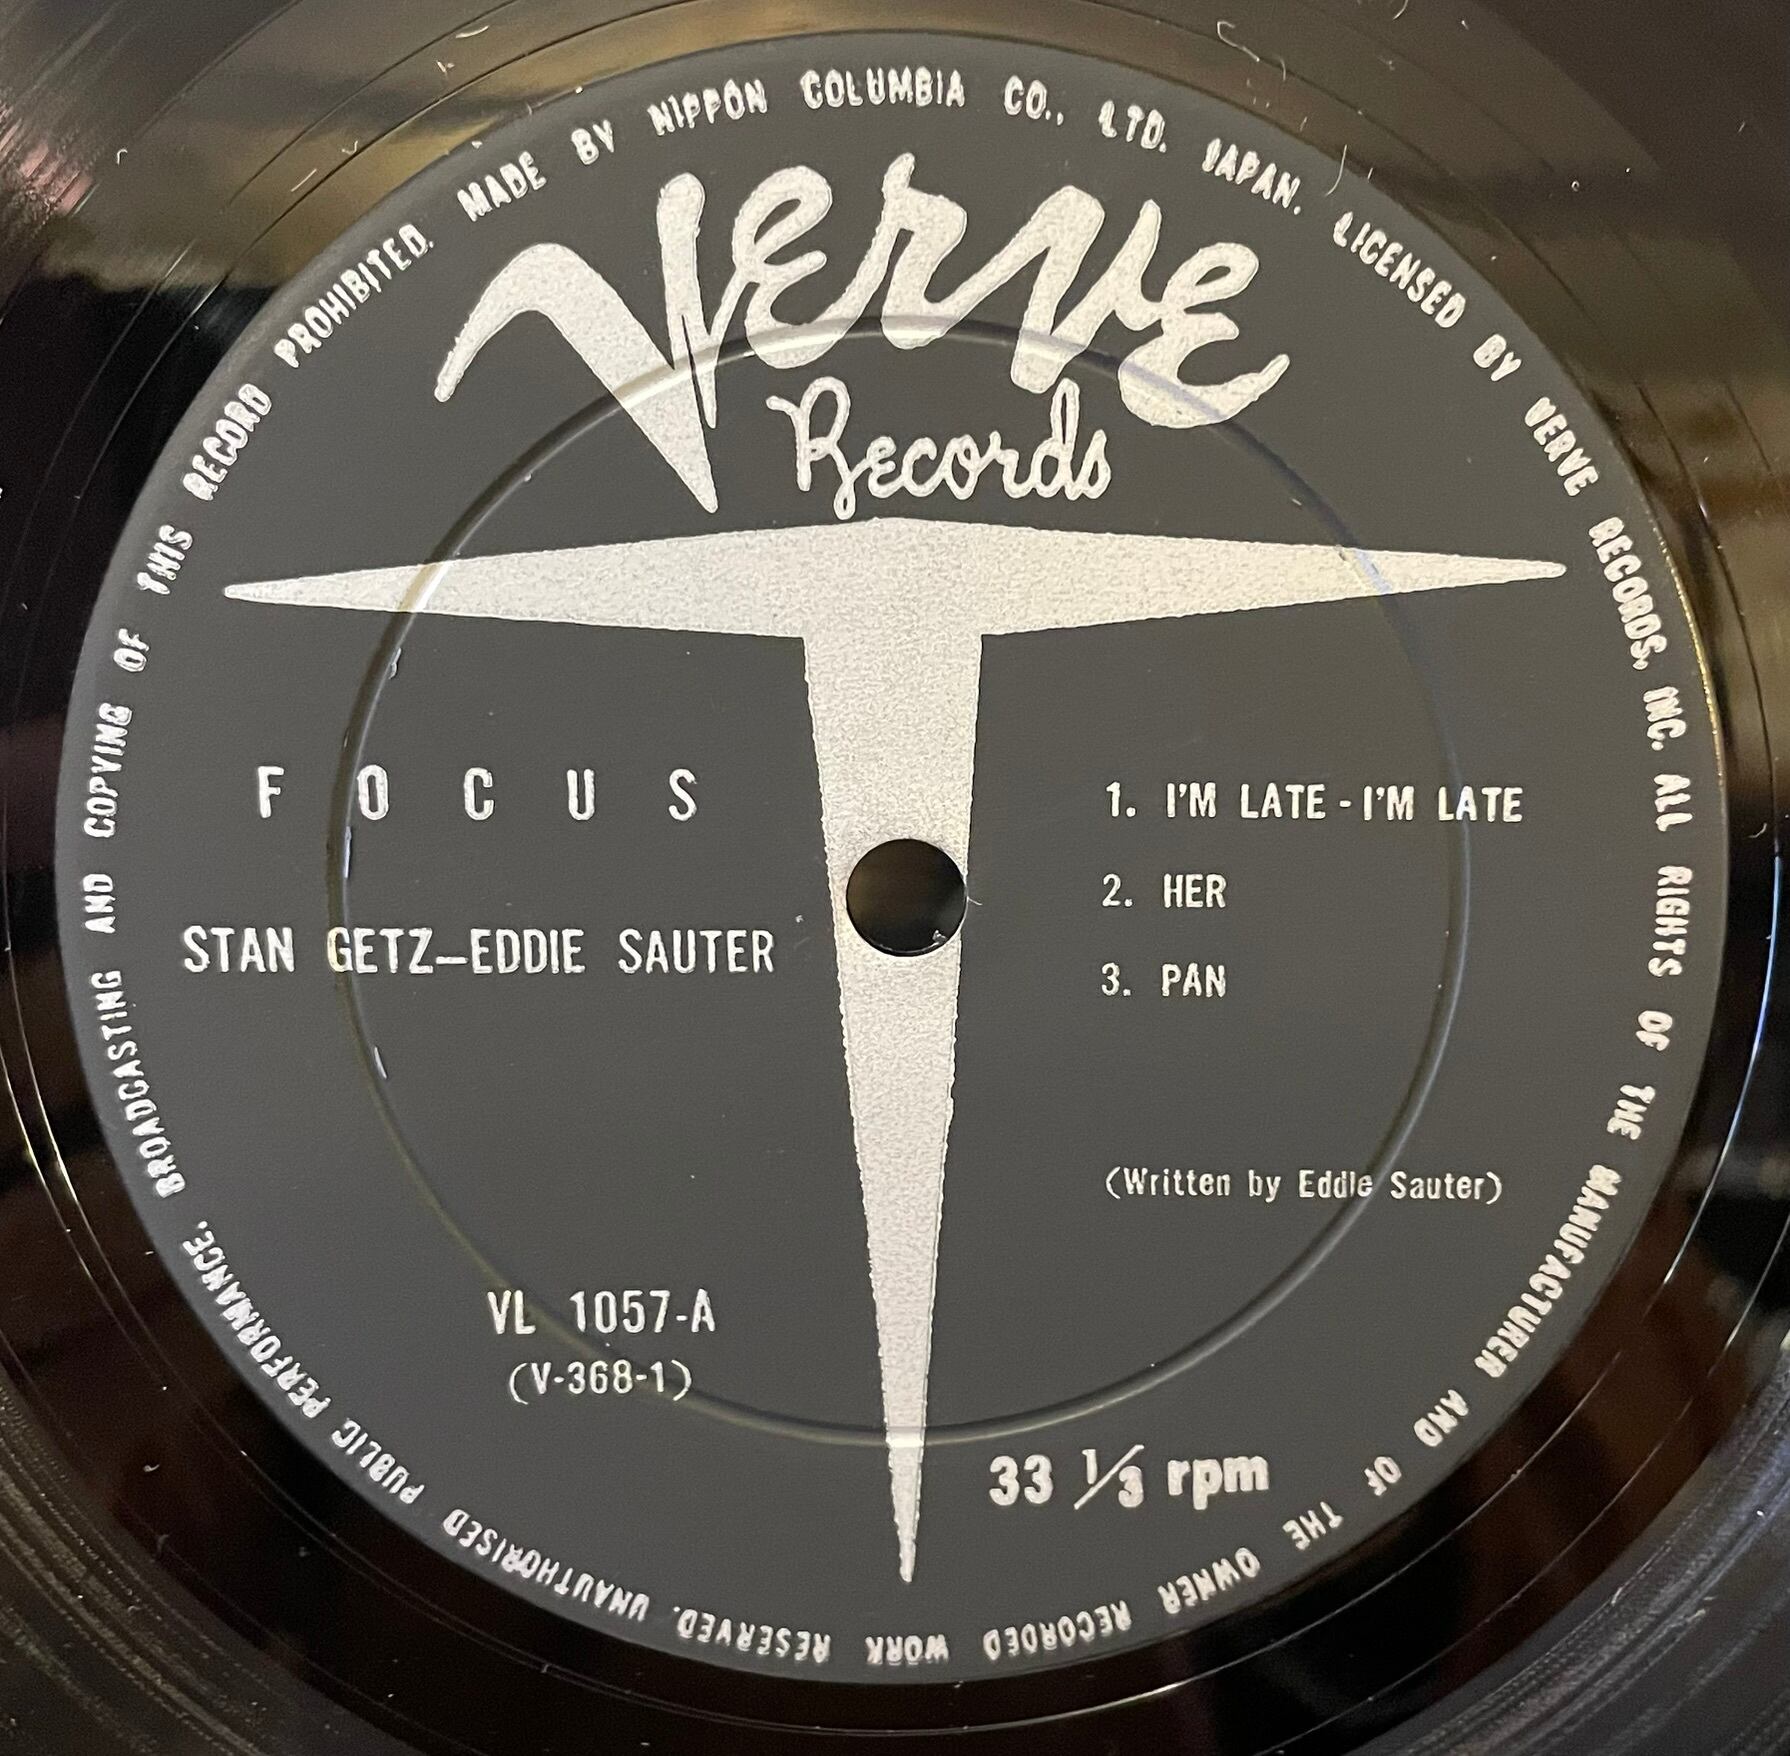 MADE BY NIPPON COLUMBIA CO., LTD. JAPAN. LICENSED BY VERVE RECORDS, INC. ALL RIGHTS OF THE MANUFACTURER AND OF THE OWNER RECORDED WORK RESERVED. UNAUTHORISED PUBLIC PERFORMANCE. BROADCASTING AND COPYING OF THIS RECORD PROHIBITED.
Verve
Records
FOCUS
STAN GETZ-EDDIE SAUTER
1. I'M LATE - I'M LATE
2. HER
3. PAN
(Written by Eddie Sauter)
VL 1057-A
(V-368-1)
33 1/3 rpm